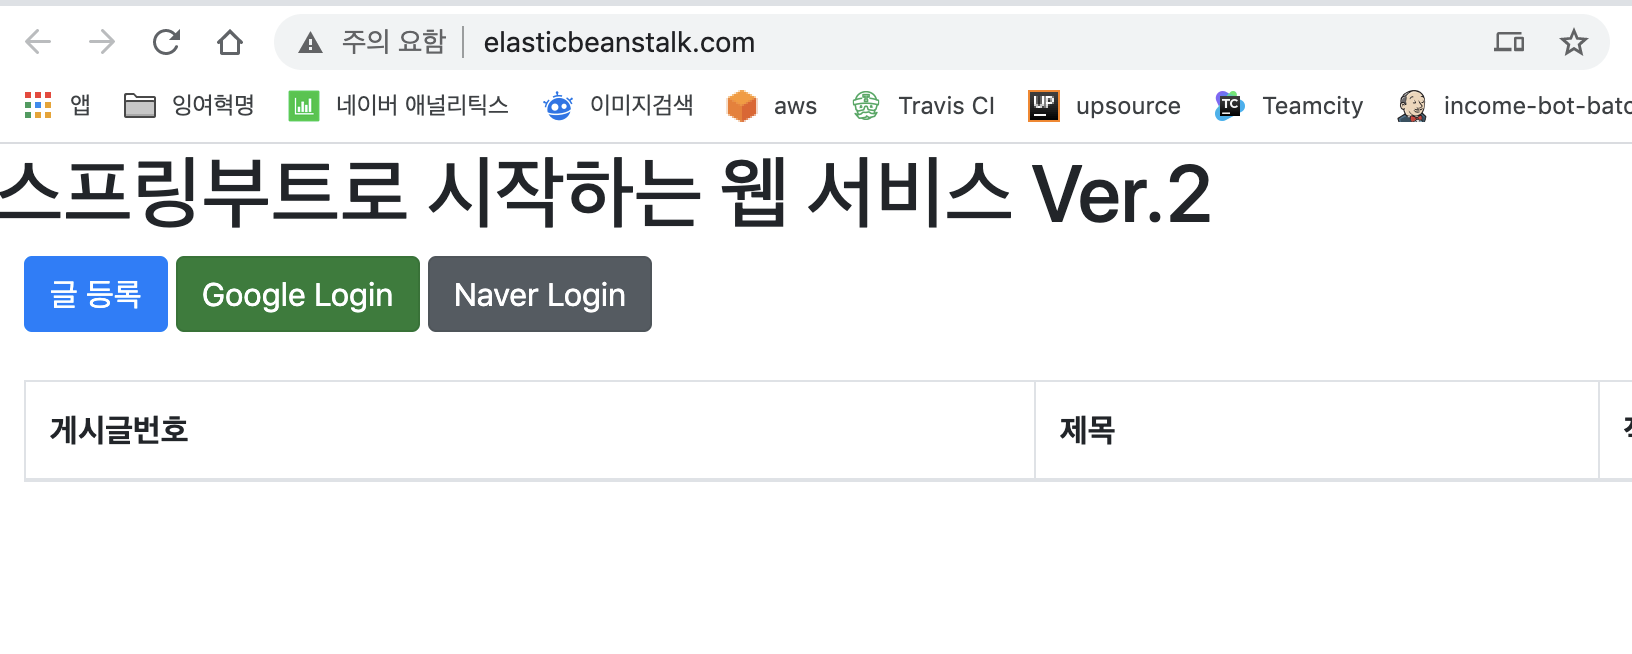 주의 요함 elasticbeanstalk.com
앱 잉여혁명 네이버 애널리틱스 이미지검색 aws Travis CI UP upsource TC Teamcity income-bot-batc
스프링부트로 시작하는 웹 서비스 Ver.2
글 등록 Google Login Naver Login
게시글번호 제목